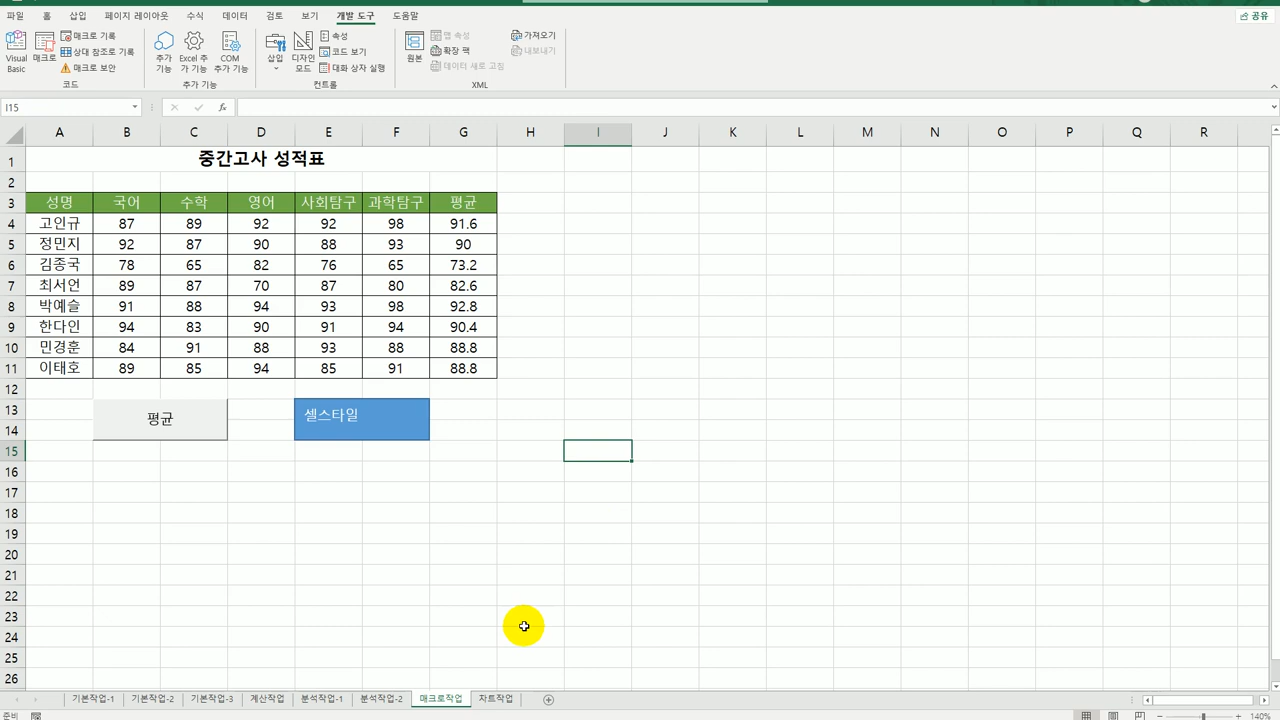 파일 홈 삽입 페이지 레이아웃 수식 데이터 검토 보기 개발 도구 도움말 공유
Visual Basic
매크로
매크로 기록
상대 참조로 기록
매크로 보안
코드
추가 기능
Excel 추가 기능
COM 추가 기능
추가 기능
삽입
디자인 모드
속성
코드 보기
대화 상자 실행
컨트롤
원본
맵 속성
확장 팩
데이터 새로 고침
가져오기
내보내기
XML
I15 fx
A B C D E F G H I J K L M N O P Q R
1 중간고사 성적표
2
3 성명 국어 수학 영어 사회탐구 과학탐구 평균
4 고인규 87 89 92 92 98 91.6
5 정민지 92 87 90 88 93 90
6 김종국 78 65 82 76 65 73.2
7 최서언 89 87 70 87 80 82.6
8 박예슬 91 88 94 93 98 92.8
9 한다인 94 83 90 91 94 90.4
10 민경훈 84 91 88 93 88 88.8
11 이태호 89 85 94 85 91 88.8
12
13 평균 셀스타일
14
15
16
17
18
19
20
21
22
23
24
25
26
기본작업-1 기본작업-2 기본작업-3 계산작업 분석작업-1 분석작업-2 매크로작업 차트작업
준비 140%